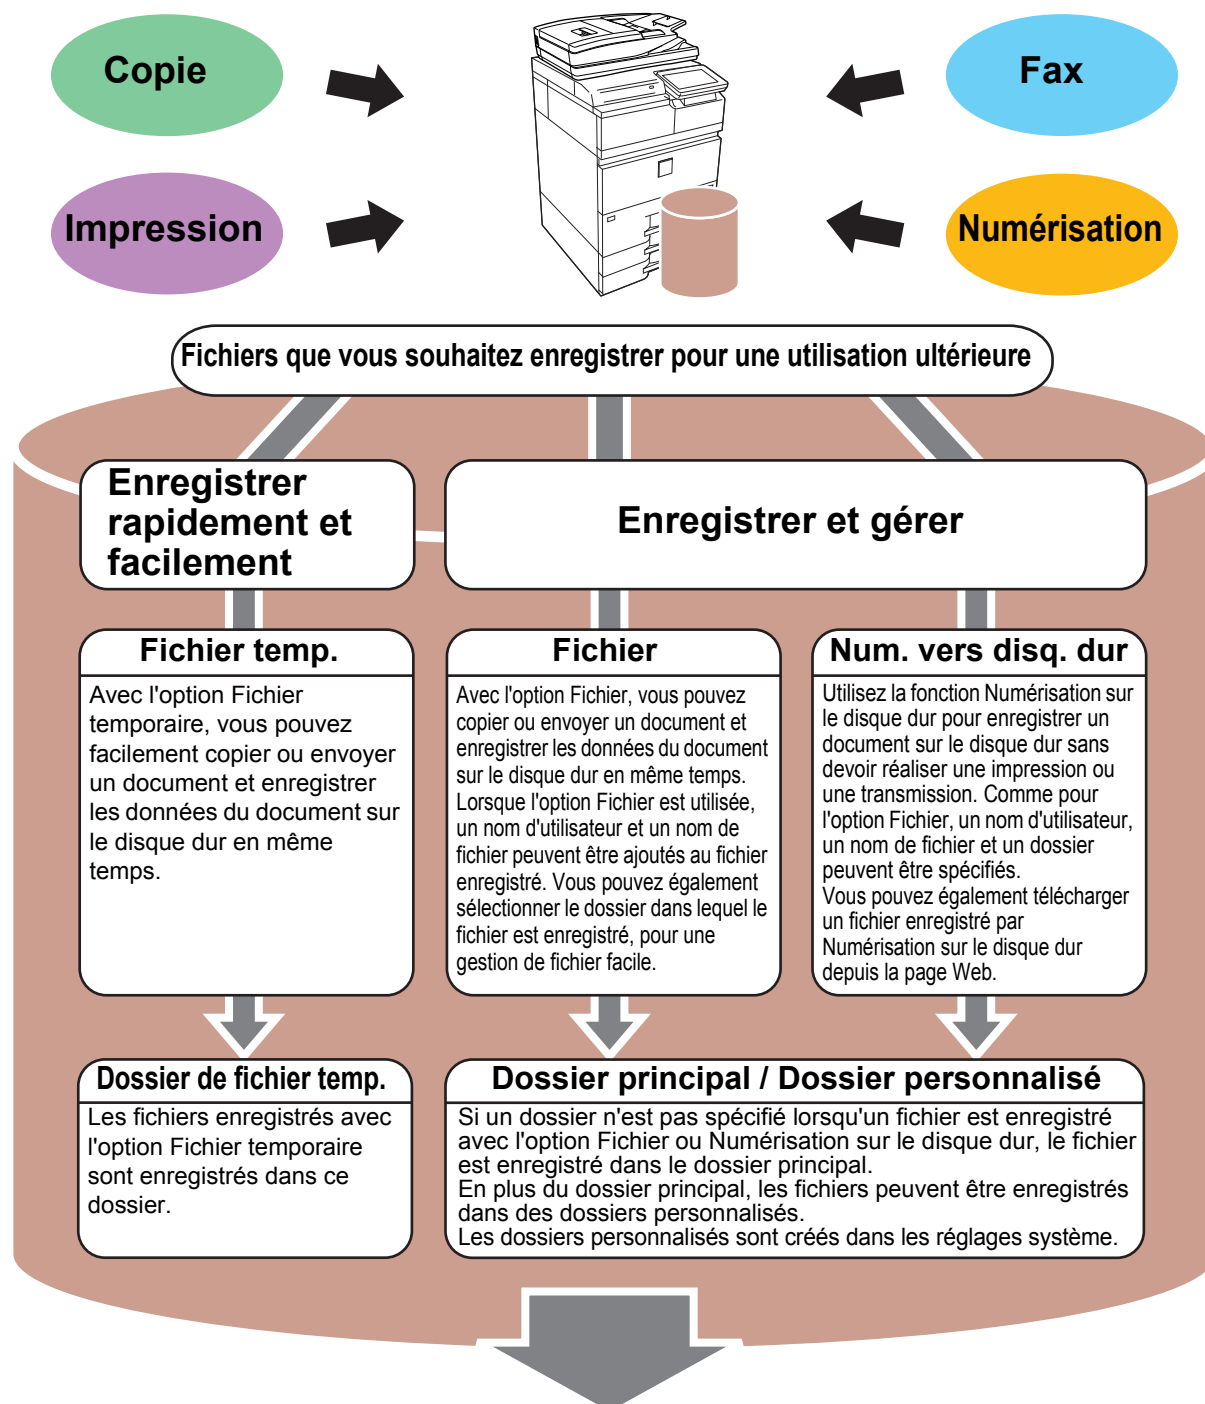 Copie
Fax
Impression
Numérisation
Fichiers que vous souhaitez enregistrer pour une utilisation ultérieure
Enregistrer
rapidement et
facilement
Enregistrer et gérer
Fichier temp.
Avec l'option Fichier
temporaire, vous pouvez
facilement copier ou envoyer
un document et enregistrer
les données du document sur
le disque dur en même
temps.
Fichier
Avec l'option Fichier, vous pouvez
copier ou envoyer un document et
enregistrer les données du document
sur le disque dur en même temps.
Lorsque l'option Fichier est utilisée,
un nom d'utilisateur et un nom de
fichier peuvent être ajoutés au fichier
enregistré. Vous pouvez également
sélectionner le dossier dans lequel le
fichier est enregistré, pour une
gestion de fichier facile.
Num. vers disq. dur
Utilisez la fonction Numérisation sur
le disque dur pour enregistrer un
document sur le disque dur sans
devoir réaliser une impression ou
une transmission. Comme pour
l'option Fichier, un nom d'utilisateur,
un nom de fichier et un dossier
peuvent être spécifiés.
Vous pouvez également télécharger
un fichier enregistré par
Numérisation sur le disque dur
depuis la page Web.
Dossier de fichier temp.
Les fichiers enregistrés avec
l'option Fichier temporaire
sont enregistrés dans ce
dossier.
Dossier principal / Dossier personnalisé
Si un dossier n'est pas spécifié lorsqu'un fichier est enregistré
avec l'option Fichier ou Numérisation sur le disque dur, le fichier
est enregistré dans le dossier principal.
En plus du dossier principal, les fichiers peuvent être enregistrés
dans des dossiers personnalisés.
Les dossiers personnalisés sont créés dans les réglages système.